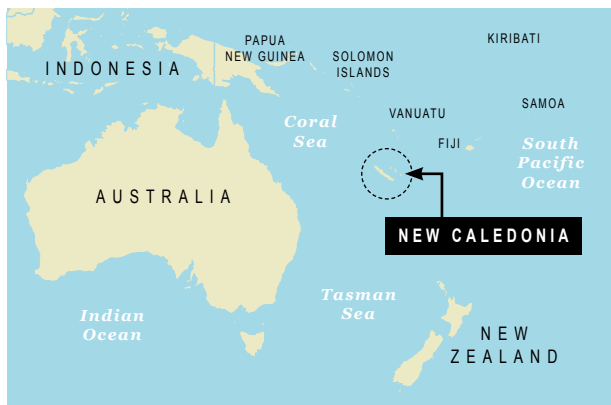 KIRIBATI
PAPUA
NEW GUINEA
SOLOMON
ISLANDS
INDONESIA
SAMOA
VANUATU
Coral
Sea
FIJI
South
Pacific
Ocean
AUSTRALIA
NEW CALEDONIA
Tasman
Sea
Indian
Ocean
NEW
ZEALAND